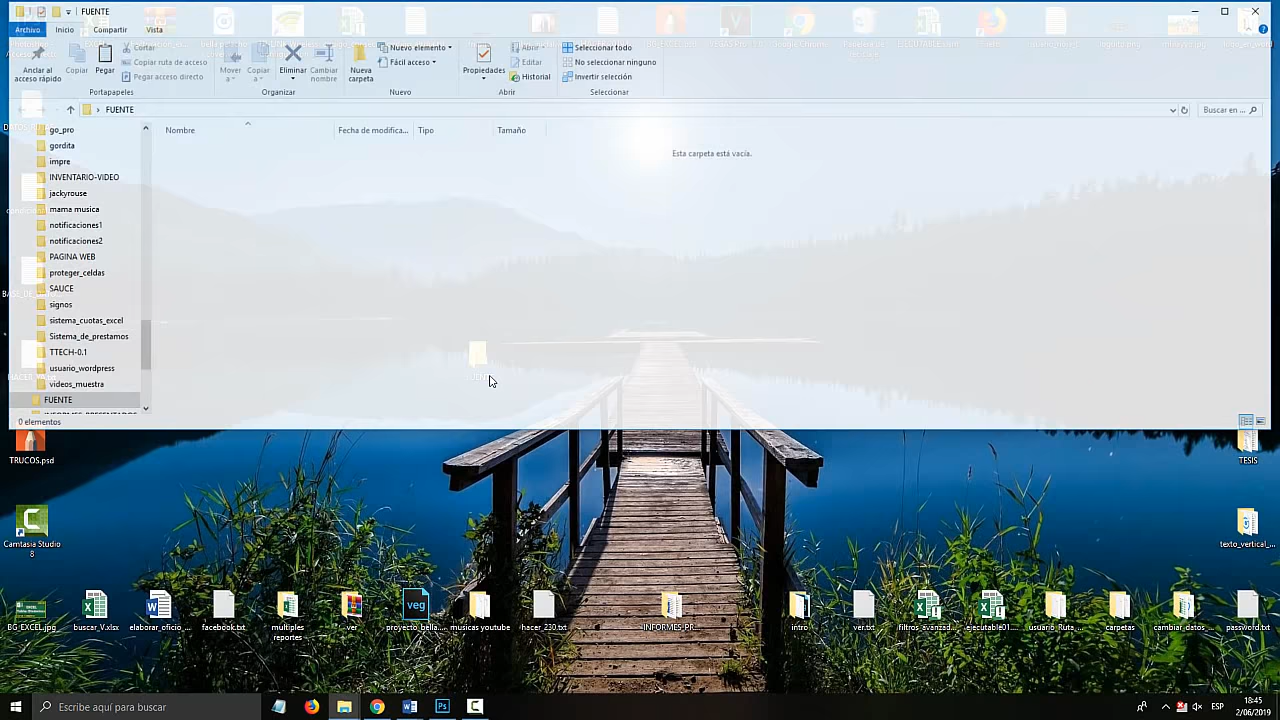 FUENTE
Archivo Inicio Compartir Vista
Anclar al acceso rápido
Copiar
Pegar
Cortar
Copiar ruta de acceso
Pegar acceso directo
Portapapeles
Mover a
Copiar a
Eliminar
Cambiar nombre
Organizar
Nueva carpeta
Nuevo elemento
Fácil acceso
Nuevo
Propiedades
Abrir
Editar
Historial
Abrir
Seleccionar todo
No seleccionar ninguno
Invertir selección
Seleccionar
› FUENTE
Buscar en ...
Nombre Fecha de modifica... Tipo Tamaño
Esta carpeta está vacía.
go_pro
gordita
impre
INVENTARIO-VIDEO
jackyrouse
mama musica
notificaciones1
notificaciones2
PAGINA WEB
proteger_celdas
SAUCE
signos
sistema_cuotas_excel
Sistema_de_prestamos
TTECH-0.1
usuario_wordpress
videos_muestra
FUENTE
0 elementos
TRUCOS.psd
TESIS
Camtasia Studio 8
texto_vertical_...
BG-EXCEL.jpg
buscar_V.xlsx
elaborar_oficio_...
facebook.txt
multiples reportes
ver
proyecto_bella...
musicas youtube
hacer_230.txt
INFORMES_PR...
intro
ver.txt
filtros_avanzad...
ejecutable01....
usuario_Ruta_...
carpetas
cambiar_datos_...
password.txt
Escribe aquí para buscar
ESP
18:45
2/06/2019